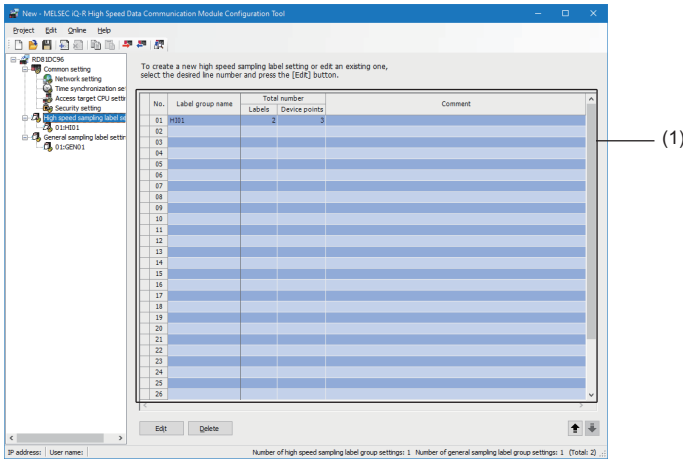 New - MELSEC iQ-R High Speed Data Communication Module Configuration Tool
Project Edit Online Help
RD81DC96
Common setting
Network setting
Time synchronization se
Access target CPU settin
Security setting
High speed sampling label se
01:HI01
General sampling label settin
01:GEN01
To create a new high speed sampling label setting or edit an existing one,
select the desired line number and press the [Edit] button.
No. Label group name Total number Comment
Labels Device points
01 HI01 2 3
02
03
04
05
06
07
08
09
10
11
12
13
14
15
16
17
18
19
20
21
22
23
24
25
26
(1)
Edit Delete
IP address: User name: Number of high speed sampling label group settings: 1 Number of general sampling label group settings: 1 (Total: 2)